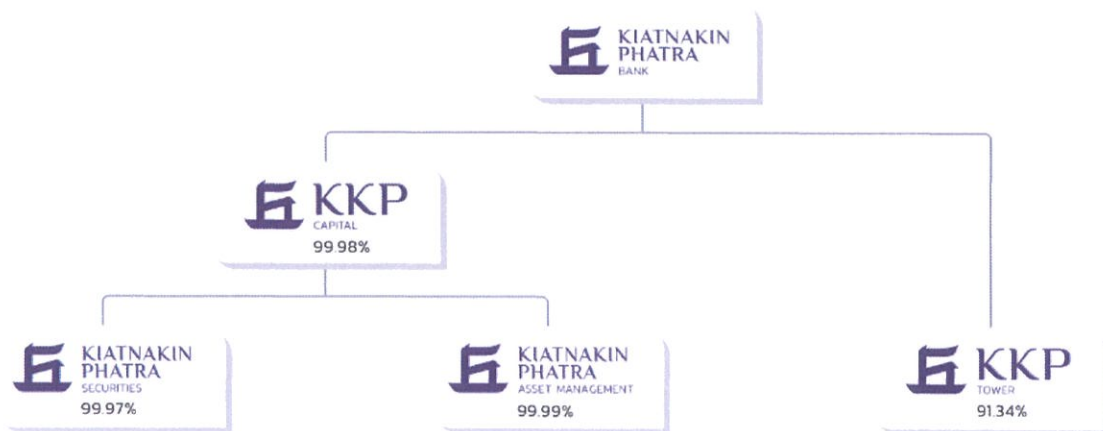 KIATNAKIN
PHATRA
BANK
KKP
CAPITAL
99.98%
KIATNAKIN
PHATRA
SECURITIES
99.97%
KIATNAKIN
PHATRA
ASSET MANAGEMENT
99.99%
KKP
TOWER
91.34%